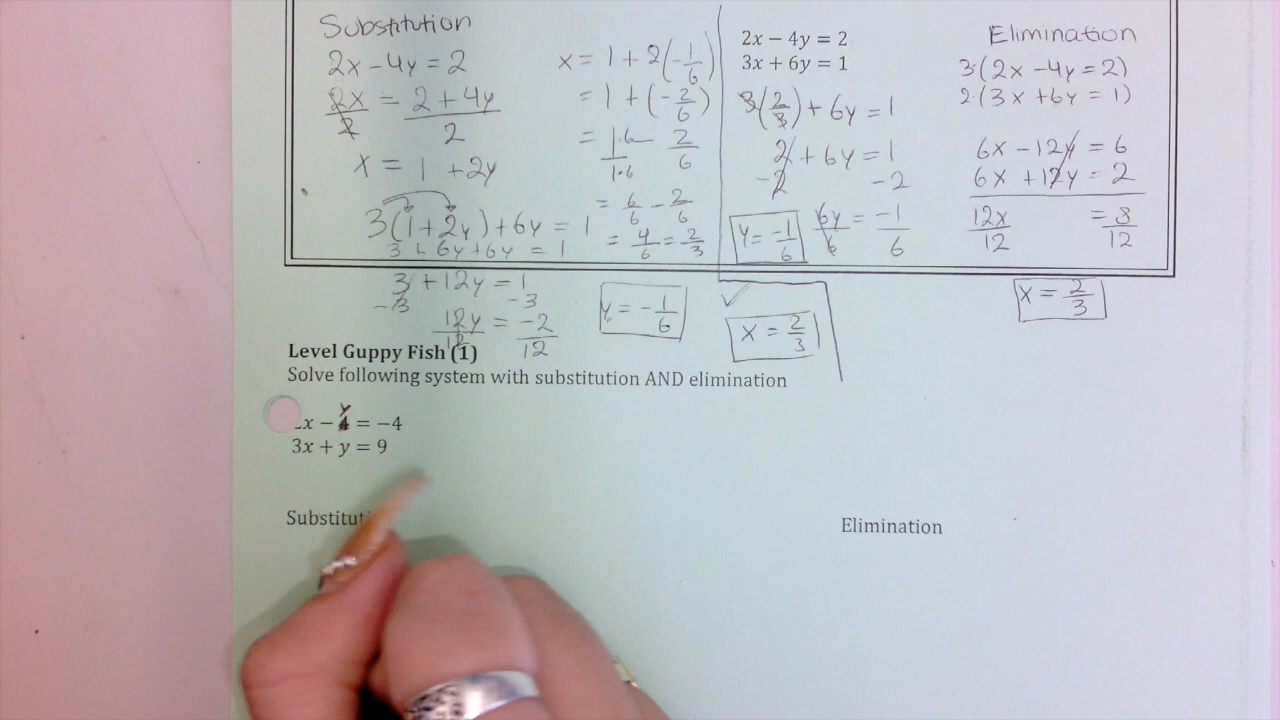 Substitution
2x - 4y = 2
2x/2 = 2 + 4y/2
x = 1 + 2y
3(1 + 2y) + 6y = 1
3 + 6y + 6y = 1
3 + 12y = 1
-3 -3
12y/12 = -2/12
x = 1 + 2(-1/6)
= 1 + (-2/6)
= 1·6/1·6 - 2/6
= 6/6 - 2/6
= 4/6 = 2/3
y = -1/6
2x − 4y = 2
3x + 6y = 1
3(2/3) + 6y = 1
2 + 6y = 1
-2 -2
6y/6 = -1/6
y = -1/6
x = 2/3
Elimination
3·(2x - 4y = 2)
2·(3x + 6y = 1)
6x - 12y = 6
6x + 12y = 2
12x/12 = 8/12
x = 2/3
Level Guppy Fish (1)
Solve following system with substitution AND elimination
x − y = −4
3x + y = 9
Elimination